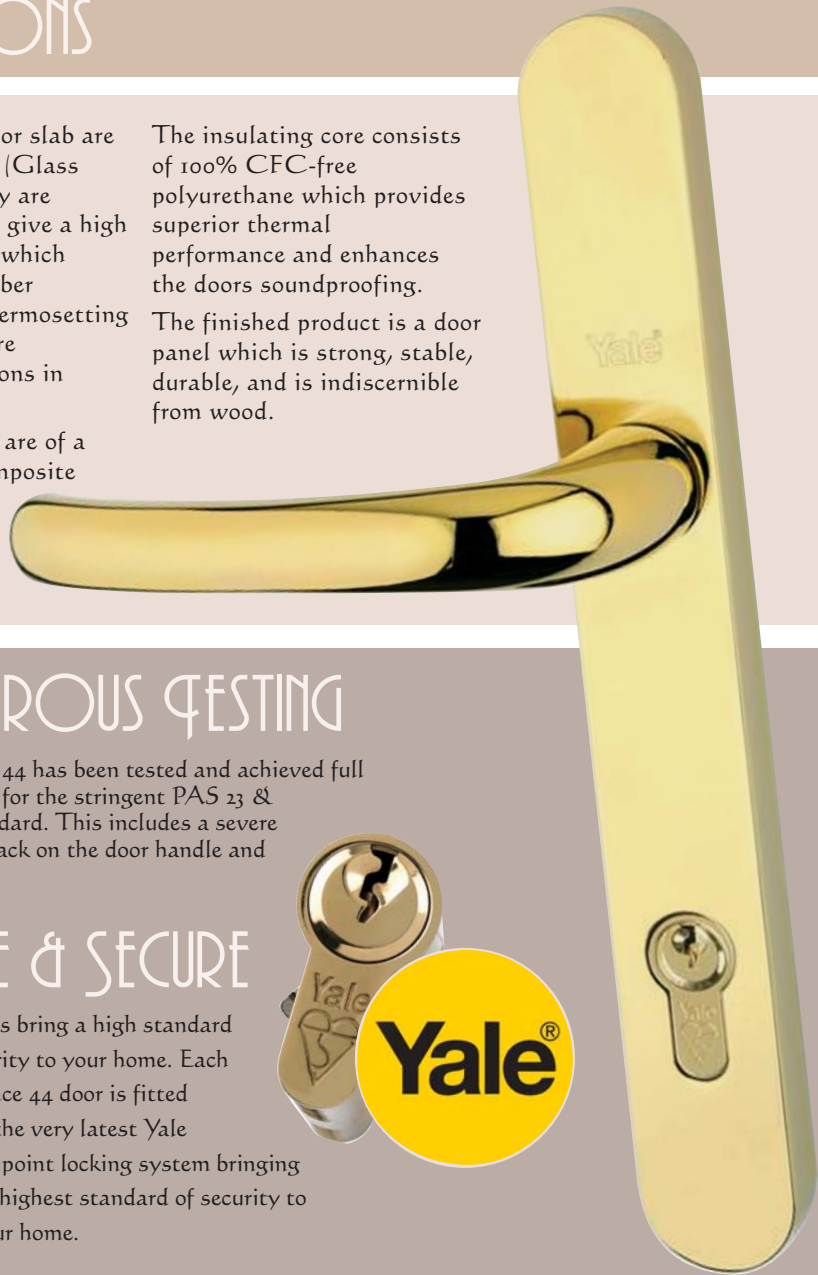 ONS
or slab are
(Glass
y are
give a high
which
ber
ermosetting
re
ons in
are of a
mposite
The insulating core consists
of 100% CFC-free
polyurethane which provides
superior thermal
performance and enhances
the doors soundproofing.
The finished product is a door
panel which is strong, stable,
durable, and is indiscernible
from wood.
Yale
ROUS TESTING
44 has been tested and achieved full
for the stringent PAS 23 &
dard. This includes a severe
ack on the door handle and
E & SECURE
s bring a high standard
rity to your home. Each
ce 44 door is fitted
the very latest Yale
point locking system bringing
highest standard of security to
ur home.
Yale
Yale®
Yale